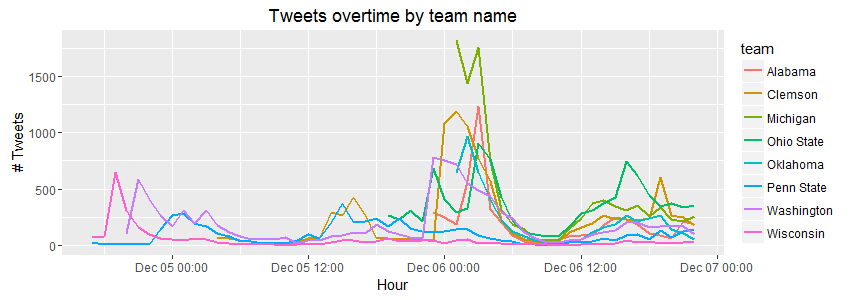 Tweets overtime by team name
# Tweets
1500
1000
500
0
Dec 05 00:00
Dec 05 12:00
Dec 06 00:00
Dec 06 12:00
Dec 07 00:00
Hour
team
Alabama
Clemson
Michigan
Ohio State
Oklahoma
Penn State
Washington
Wisconsin